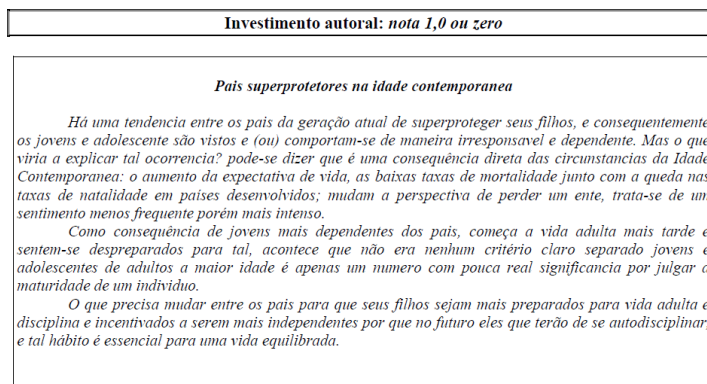 Investimento autoral: nota 1,0 ou zero
Pais superprotetores na idade contemporanea
Há uma tendencia entre os pais da geração atual de superproteger seus filhos, e consequentemente
os jovens e adolescente são vistos e (ou) comportam-se de maneira irresponsavel e dependente. Mas o que
viria a explicar tal ocorrencia? pode-se dizer que é uma consequência direta das circunstancias da Idade
Contemporanea: o aumento da expectativa de vida, as baixas taxas de mortalidade junto com a queda nas
taxas de natalidade em países desenvolvidos; mudam a perspectiva de perder um ente, trata-se de um
sentimento menos frequente porém mais intenso.
Como consequência de jovens mais dependentes dos pais, começa a vida adulta mais tarde e
sentem-se despreparados para tal, acontece que não era nenhum critério claro separado jovens e
adolescentes de adultos a maior idade é apenas um numero com pouca real significancia por julgar a
maturidade de um individuo.
O que precisa mudar entre os pais para que seus filhos sejam mais preparados para vida adulta e
disciplina e incentivados a serem mais independentes por que no futuro eles que terão de se autodisciplinar,
e tal hábito é essencial para uma vida equilibrada.